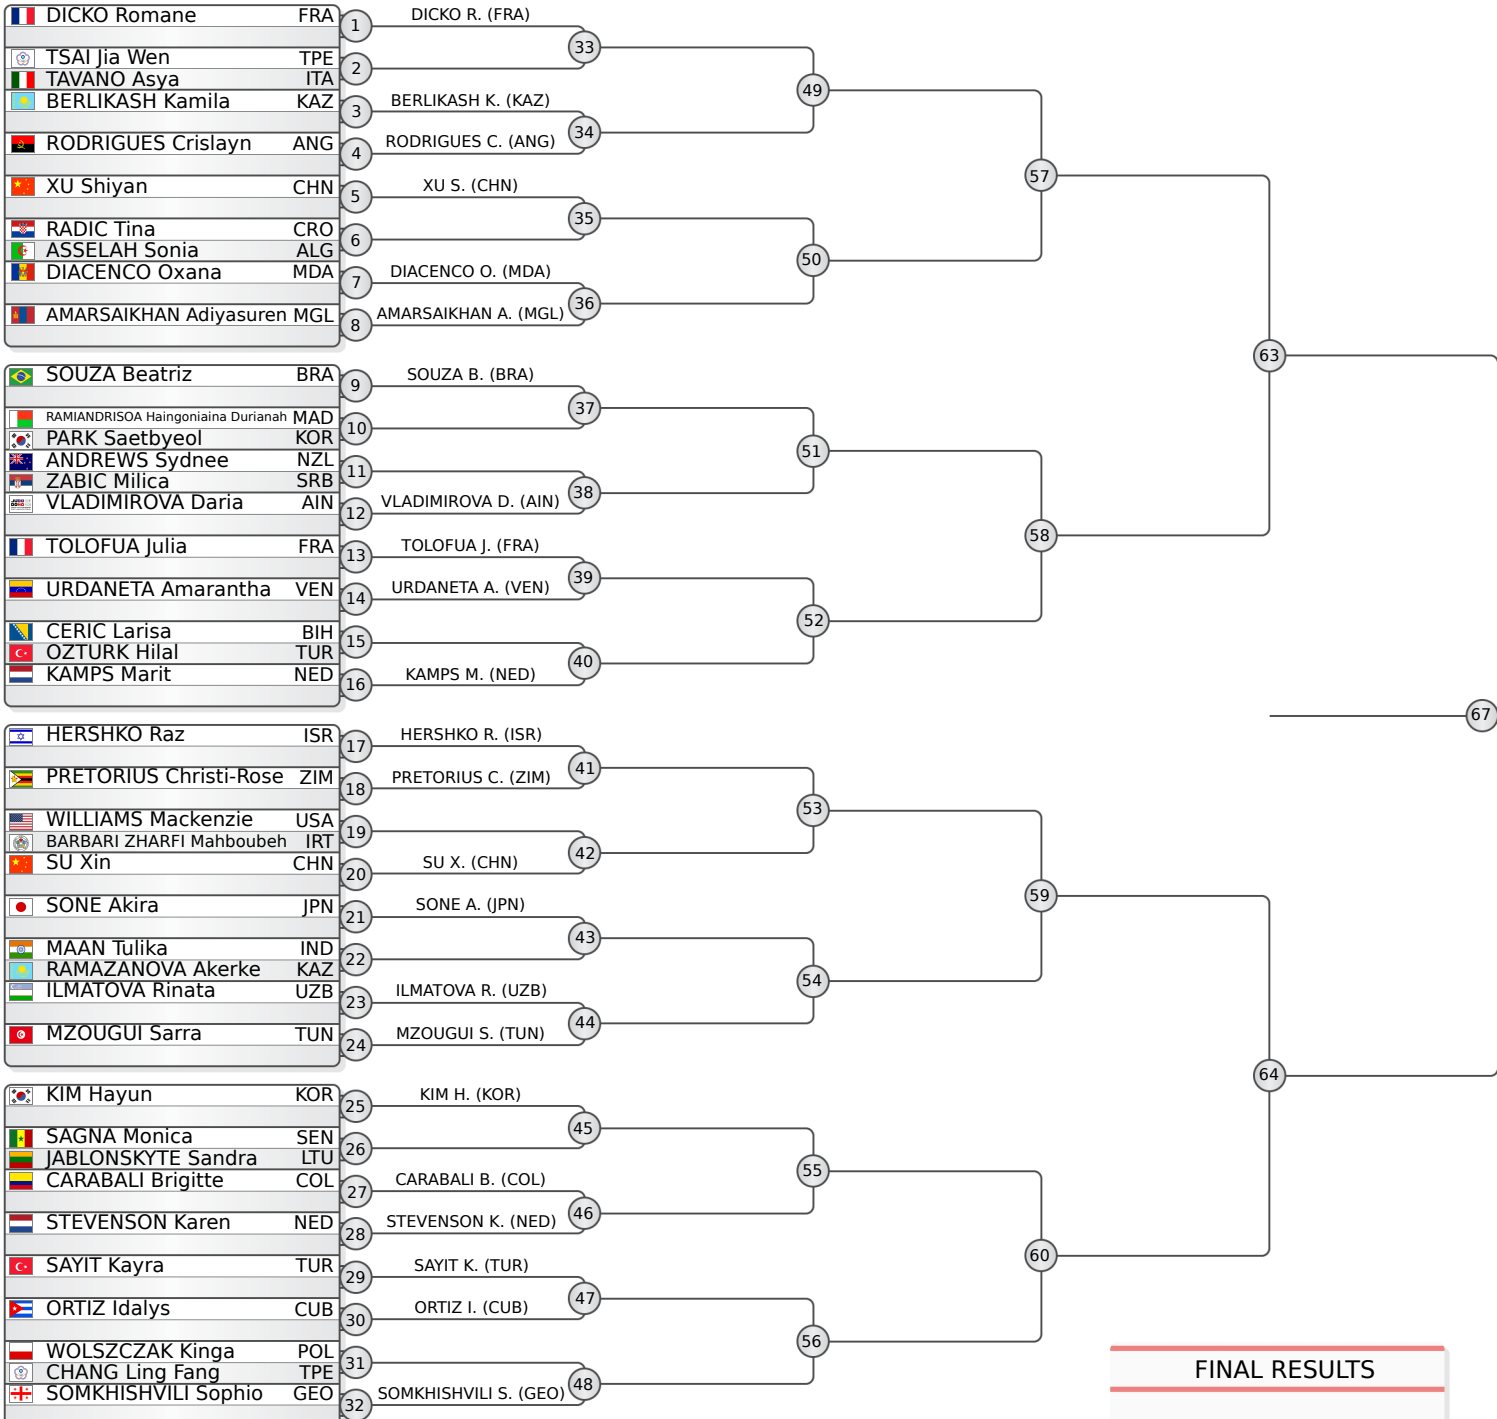 DICKO Romane FRA 1 DICKO R. (FRA)
33
TSAI Jia Wen TPE
2
TAVANO Asya ITA
49
BERLIKASH Kamila KAZ 3 BERLIKASH K. (KAZ)
34
RODRIGUES Crislayn ANG 4 RODRIGUES C. (ANG)
57
XU Shiyan CHN 5 XU S. (CHN)
35
RADIC Tina CRO
6
ASSELAH Sonia ALG
50
DIACENCO Oxana MDA 7 DIACENCO O. (MDA)
36
AMARSAIKHAN Adiyasuren MGL 8 AMARSAIKHAN A. (MGL)
63
SOUZA Beatriz BRA 9 SOUZA B. (BRA)
37
RAMIANDRISOA Haingoniaina Durianah MAD
10
PARK Saetbyeol KOR
51
ANDREWS Sydnee NZL
11
ZABIC Milica SRB
38
VLADIMIROVA Daria AIN 12 VLADIMIROVA D. (AIN)
58
TOLOFUA Julia FRA 13 TOLOFUA J. (FRA)
39
URDANETA Amarantha VEN 14 URDANETA A. (VEN)
52
CERIC Larisa BIH
15
OZTURK Hilal TUR
40
KAMPS Marit NED 16 KAMPS M. (NED)
67
HERSHKO Raz ISR 17 HERSHKO R. (ISR)
41
PRETORIUS Christi-Rose ZIM 18 PRETORIUS C. (ZIM)
53
WILLIAMS Mackenzie USA
19
BARBARI ZHARFI Mahboubeh IRT
42
SU Xin CHN 20 SU X. (CHN)
59
SONE Akira JPN 21 SONE A. (JPN)
43
MAAN Tulika IND
22
RAMAZANOVA Akerke KAZ
54
ILMATOVA Rinata UZB 23 ILMATOVA R. (UZB)
44
MZOUGUI Sarra TUN 24 MZOUGUI S. (TUN)
64
KIM Hayun KOR 25 KIM H. (KOR)
45
SAGNA Monica SEN
26
JABLONSKYTE Sandra LTU
55
CARABALI Brigitte COL 27 CARABALI B. (COL)
46
STEVENSON Karen NED 28 STEVENSON K. (NED)
60
SAYIT Kayra TUR 29 SAYIT K. (TUR)
47
ORTIZ Idalys CUB 30 ORTIZ I. (CUB)
56
WOLSZCZAK Kinga POL
31
CHANG Ling Fang TPE
48
SOMKHISHVILI Sophio GEO 32 SOMKHISHVILI S. (GEO)
FINAL RESULTS